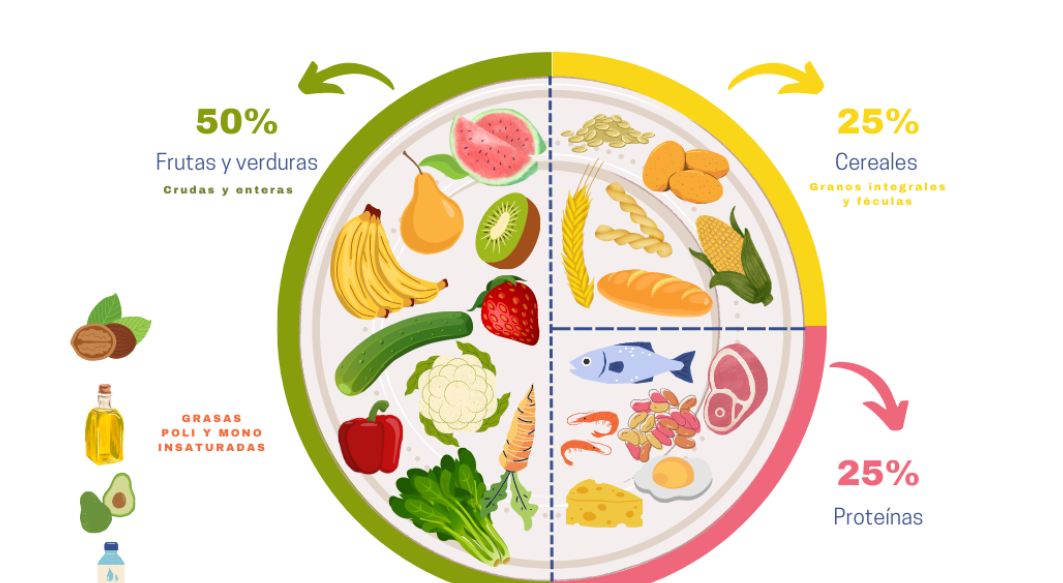 50%
Frutas y verduras
Crudas y enteras
25%
Cereales
Granos integrales
y féculas
GRASAS
POLI Y MONO
INSATURADAS
25%
Proteínas